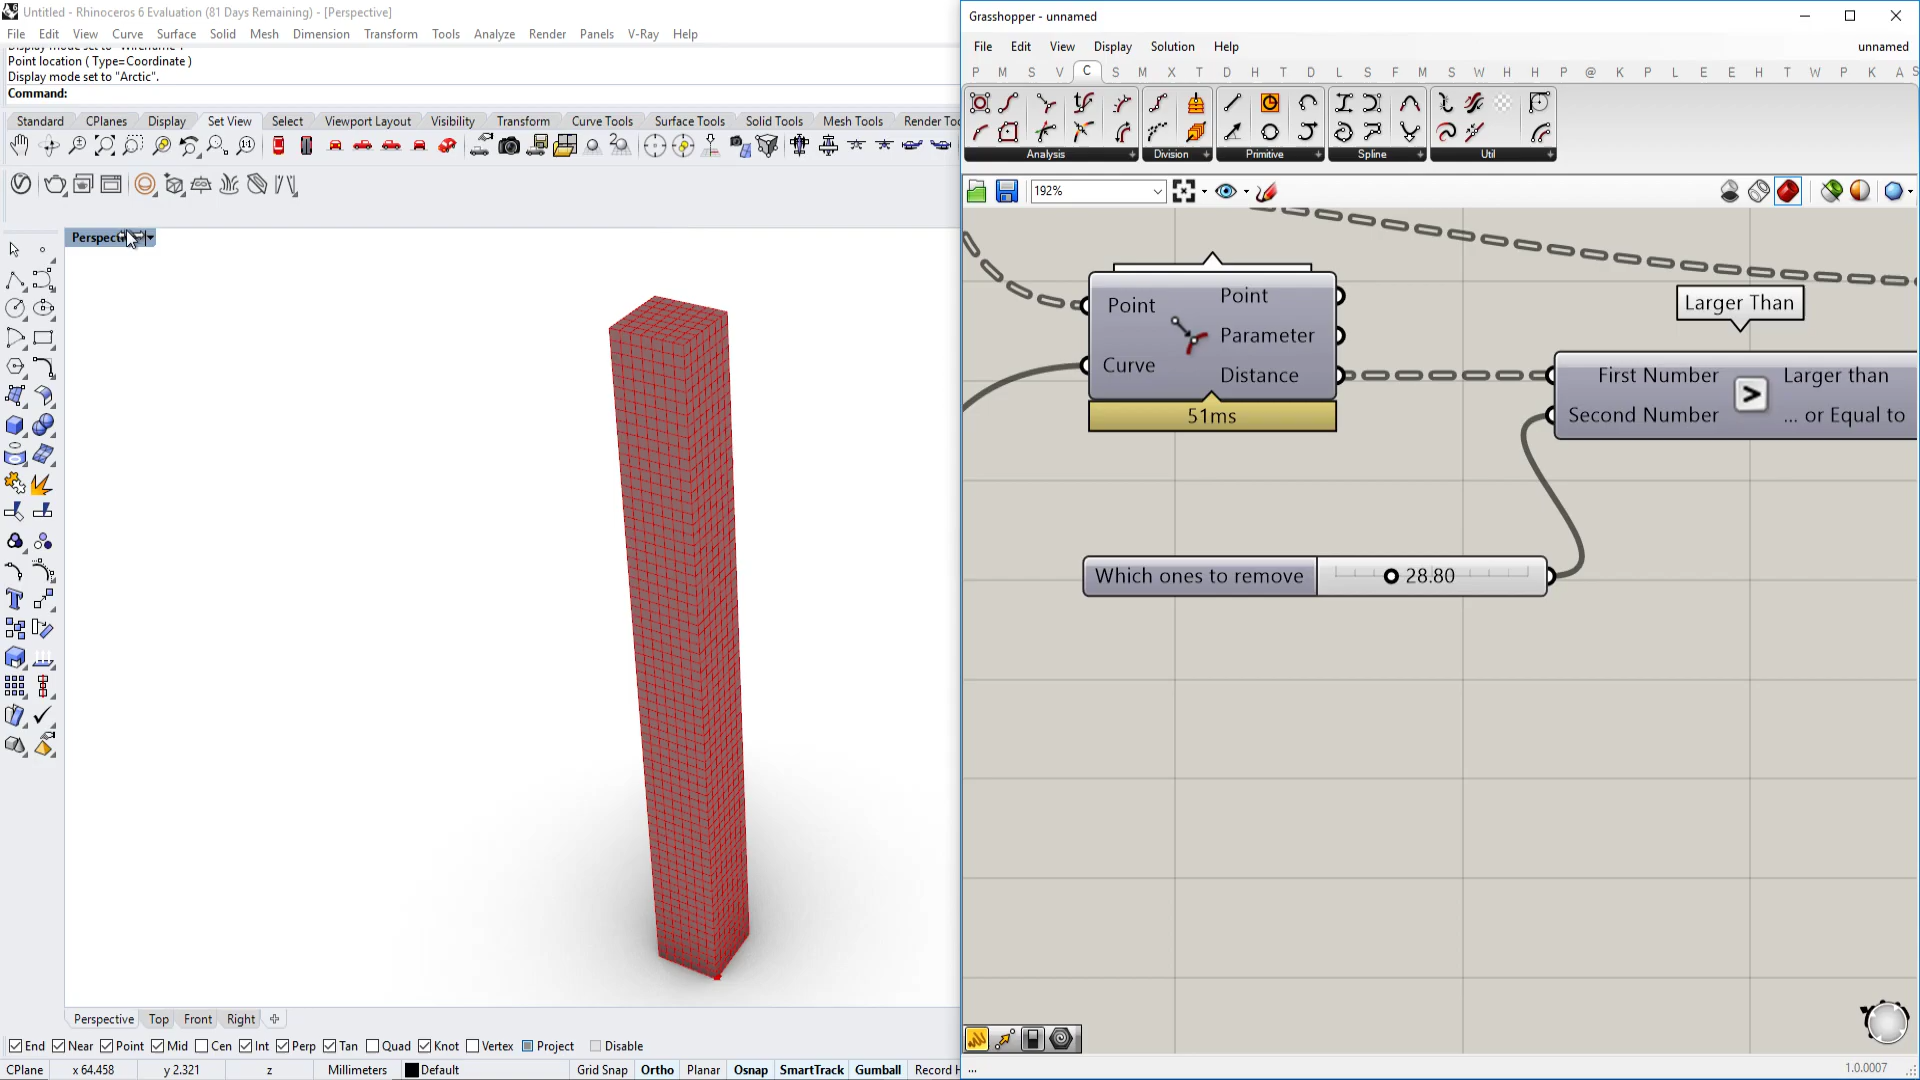 Untitled - Rhinoceros 6 Evaluation (81 Days Remaining) - [Perspective]
File Edit View Curve Surface Solid Mesh Dimension Transform Tools Analyze Render Panels V-Ray Help
Point location ( Type=Coordinate )
Display mode set to "Arctic".
Command:
Standard CPlanes Display Set View Select Viewport Layout Visibility Transform Curve Tools Surface Tools Solid Tools Mesh Tools Render Too
Perspective
Perspective Top Front Right
End Near Point Mid Cen Int Perp Tan Quad Knot Vertex Project Disable
CPlane x 64.458 y 2.321 z Millimeters Default Grid Snap Ortho Planar Osnap SmartTrack Gumball Record H
Grasshopper - unnamed
File Edit View Display Solution Help unnamed
P M S V C S M X T D H T D L S F M S W H H P @ K P L E E H T W P K A S
Analysis Division Primitive Spline Util
192%
Point
Curve
Point
Parameter
Distance
51ms
Larger Than
First Number Larger than
Second Number ... or Equal to
Which ones to remove 28.80
... 1.0.0007